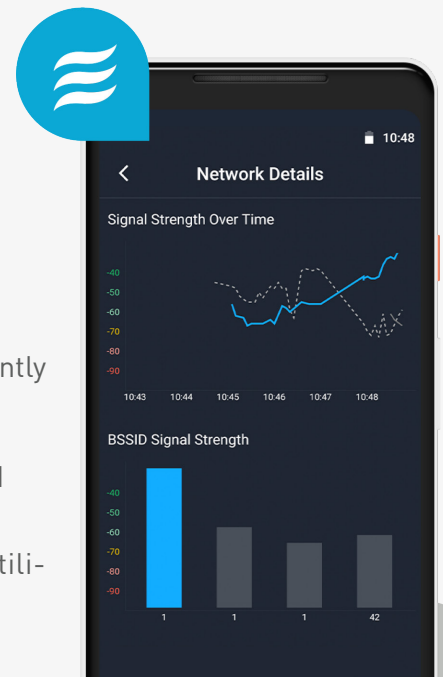 10:48
Network Details
Signal Strength Over Time
-40
-50
-60
-70
-80
-90
10:43 10:44 10:45 10:46 10:47 10:48
BSSID Signal Strength
-40
-50
-60
-70
-80
-90
1 1 1 42
ntly
tili-